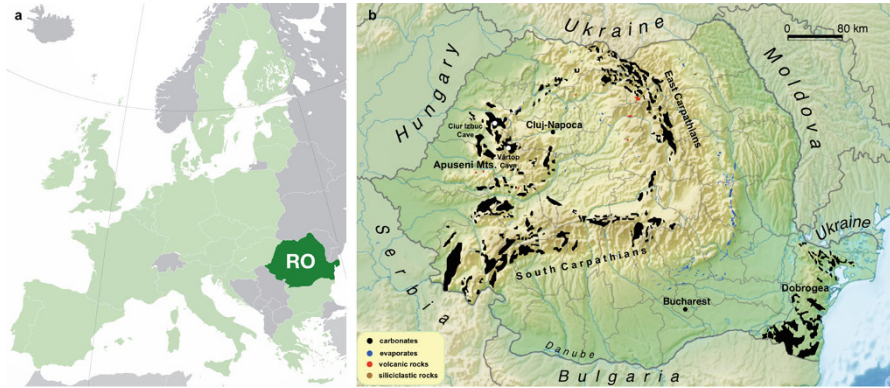 a
RO
b
Ukraine
0 80 km
Hungary
Moldova
East Carpathians
Ciur Izbuc
Cave
Cluj-Napoca
Vârtop
Cave
Apuseni Mts.
Serbia
Ukraine
South Carpathians
Dobrogea
Bucharest
carbonates
evaporates
volcanic rocks
siliciclastic rocks
Danube
Bulgaria